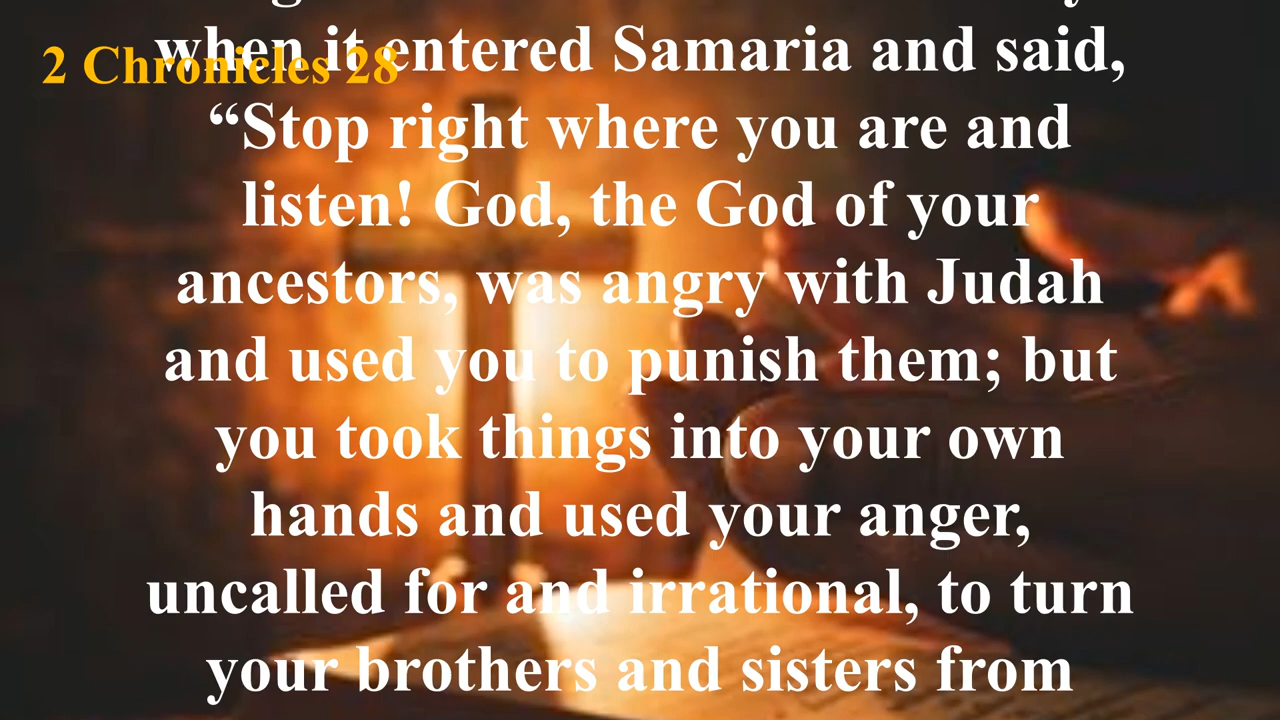 2 Chronicles 28
when it entered Samaria and said,
“Stop right where you are and
listen! God, the God of your
ancestors, was angry with Judah
and used you to punish them; but
you took things into your own
hands and used your anger,
uncalled for and irrational, to turn
your brothers and sisters from